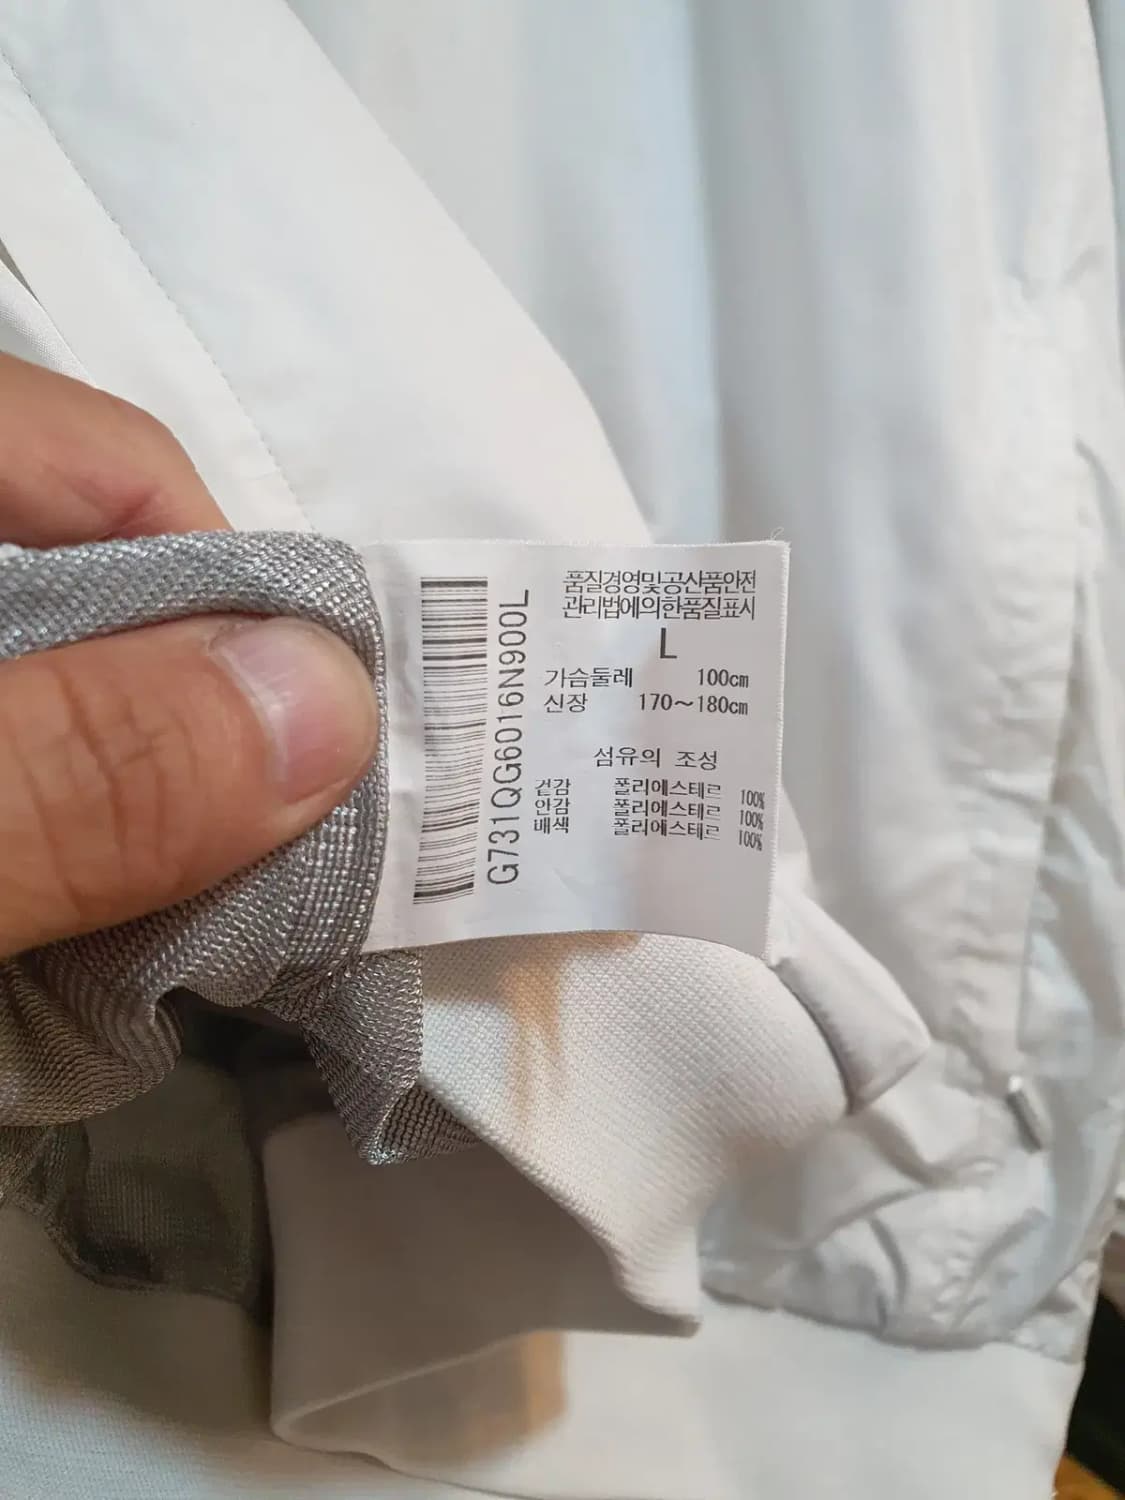 G731QG6016N900L
품질경영및공산품안전
관리법에의한품질표시
L
가슴둘레 100cm
신장 170~180cm
섬유의 조성
겉감 폴리에스테르 100%
안감 폴리에스테르 100%
배색 폴리에스테르 100%